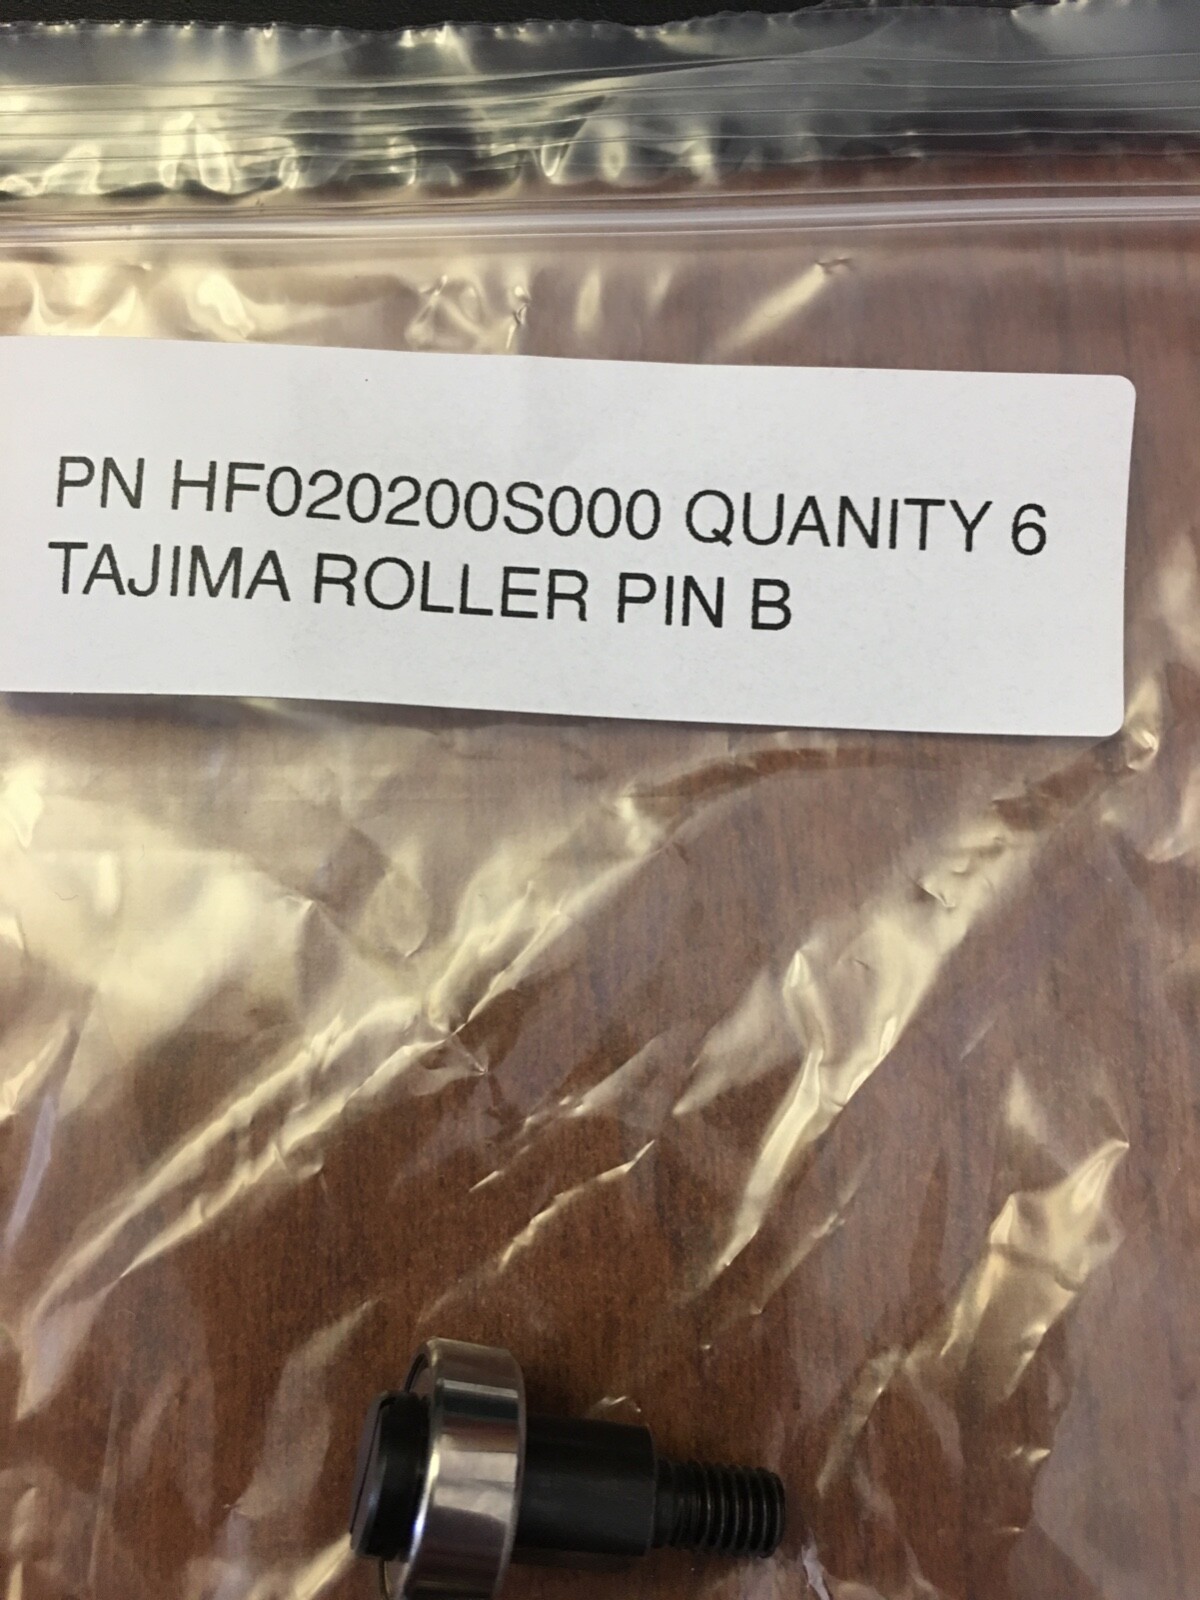 PN HF020200S000 QUANITY 6
TAJIMA ROLLER PIN B